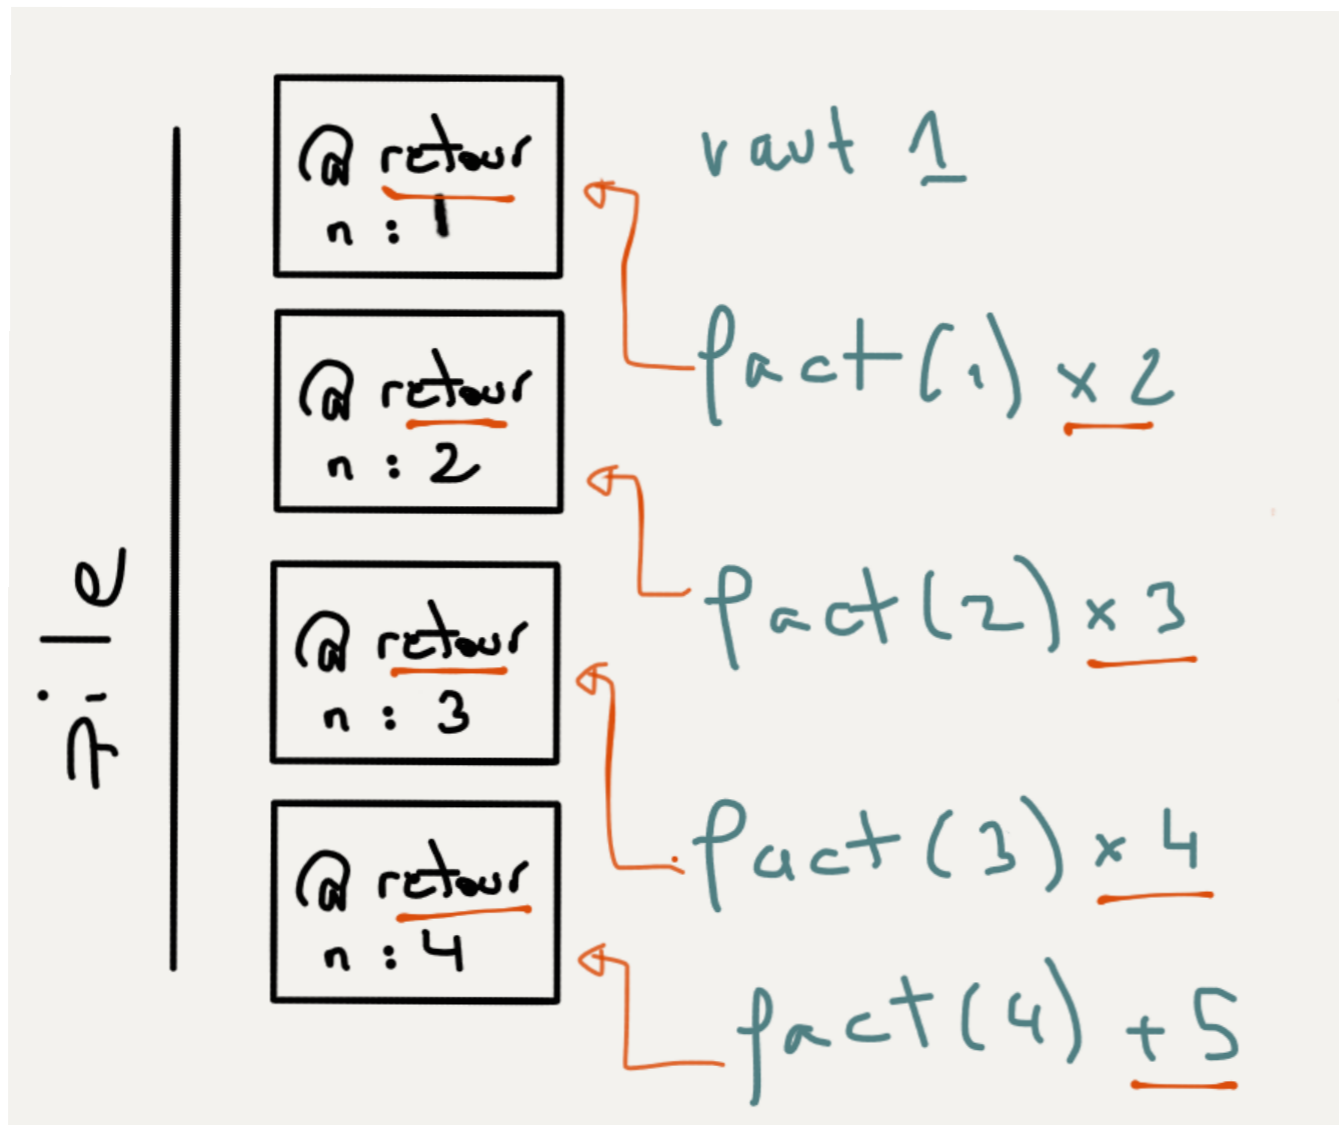 pile
@ retour
n : 1
vaut 1
@ retour
n : 2
fact(1) x 2
@ retour
n : 3
fact(2) x 3
@ retour
n : 4
fact(3) x 4
fact(4) + 5